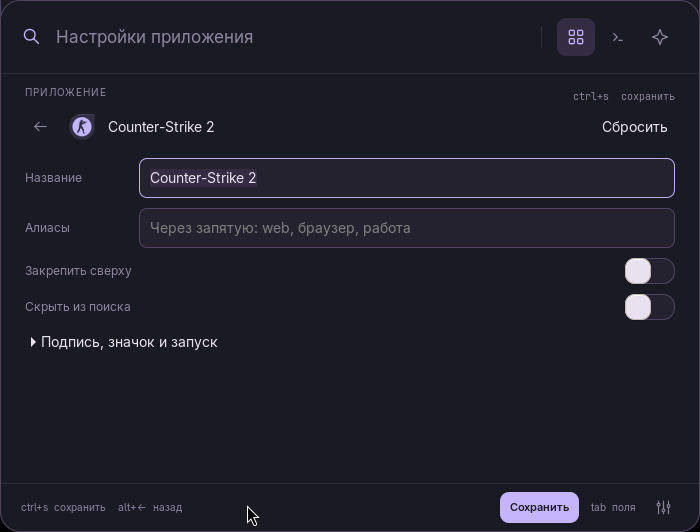 Настройки приложения
ПРИЛОЖЕНИЕ
ctrl+s сохранить
Counter-Strike 2
Сбросить
Название
Counter-Strike 2
Алиасы
Через запятую: web, браузер, работа
Закрепить сверху
Скрыть из поиска
Подпись, значок и запуск
ctrl+s сохранить alt+← назад
Сохранить
tab поля